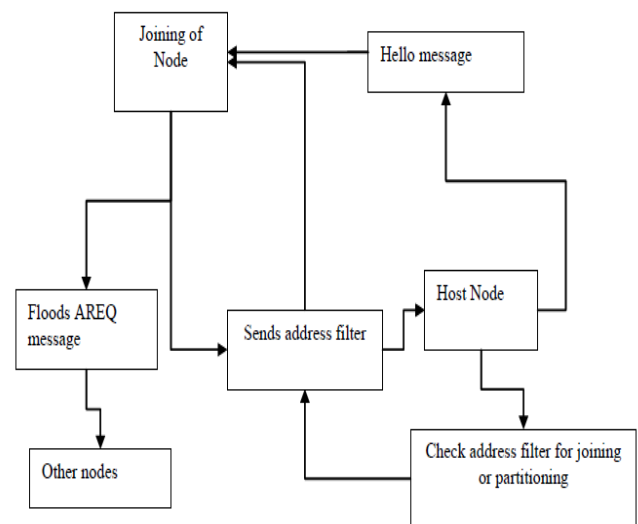 Joining of
Node
Hello message
Host Node
Floods AREQ
message
Sends address filter
Check address filter for joining
or partitioning
Other nodes